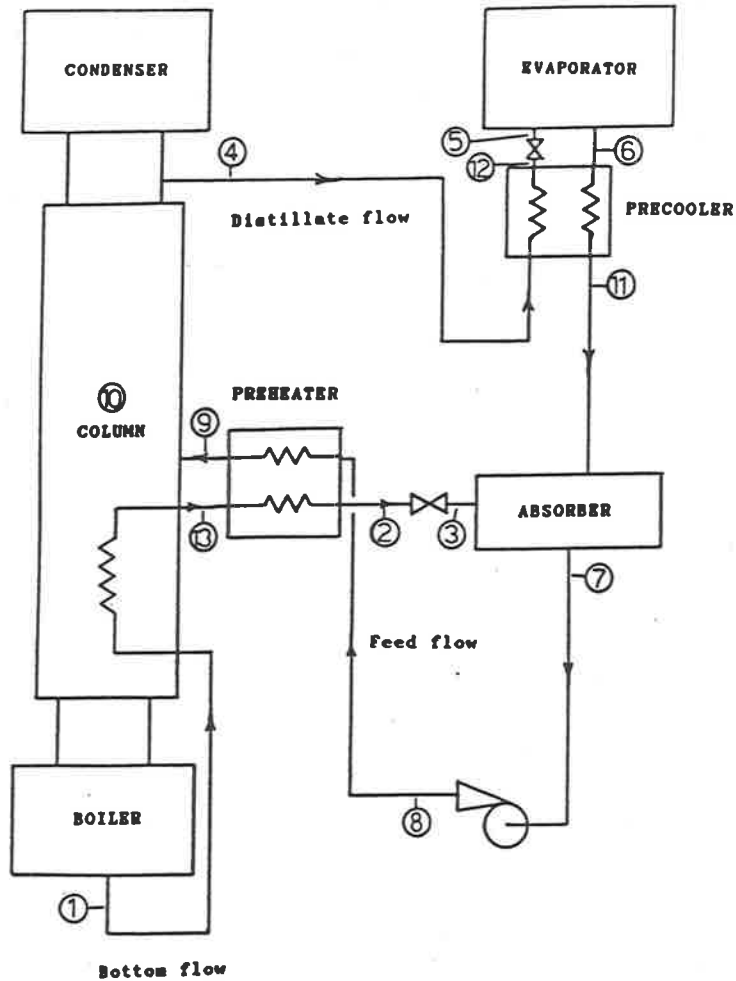 CONDENSER
EVAPORATOR
④
⑤
⑥
⑫
PRECOOLER
Distillate flow
⑪
⑩
COLUMN
PREHEATER
⑨
⑬
②
③
ABSORBER
⑦
Feed flow
BOILER
⑧
①
Bottom flow